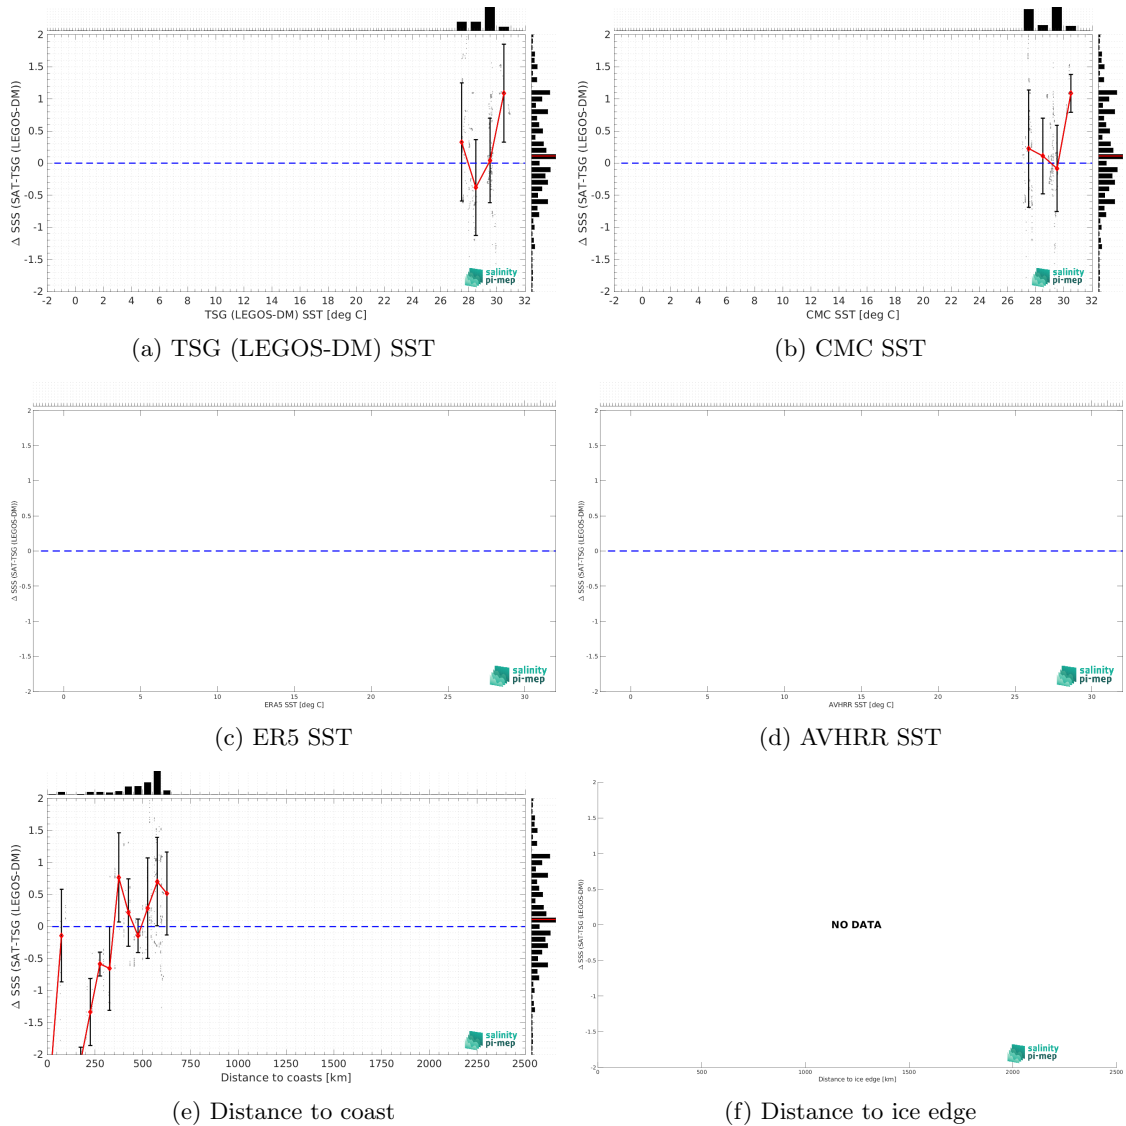 2
1.5
1
0.5
0
-0.5
-1
-1.5
-2
Δ SSS (SAT-TSG (LEGOS-DM))
-2 0 2 4 6 8 10 12 14 16 18 20 22 24 26 28 30 32
TSG (LEGOS-DM) SST [deg C]
salinity
pi-mep
(a) TSG (LEGOS-DM) SST
2
1.5
1
0.5
0
-0.5
-1
-1.5
-2
Δ SSS (SAT-TSG (LEGOS-DM))
-2 0 2 4 6 8 10 12 14 16 18 20 22 24 26 28 30 32
CMC SST [deg C]
salinity
pi-mep
(b) CMC SST
2
1.5
1
0.5
0
-0.5
-1
-1.5
-2
Δ SSS (SAT-TSG (LEGOS-DM))
0 5 10 15 20 25 30
ERA5 SST [deg C]
salinity
pi-mep
(c) ER5 SST
2
1.5
1
0.5
0
-0.5
-1
-1.5
-2
Δ SSS (SAT-TSG (LEGOS-DM))
0 5 10 15 20 25 30
AVHRR SST [deg C]
salinity
pi-mep
(d) AVHRR SST
2
1.5
1
0.5
0
-0.5
-1
-1.5
-2
Δ SSS (SAT-TSG (LEGOS-DM))
0 250 500 750 1000 1250 1500 1750 2000 2250 2500
Distance to coasts [km]
salinity
pi-mep
(e) Distance to coast
2
1.5
1
0.5
0
-0.5
-1
-1.5
-2
Δ SSS (SAT-TSG (LEGOS-DM))
NO DATA
0 500 1000 1500 2000 2500
Distance to ice edge [km]
salinity
pi-mep
(f) Distance to ice edge